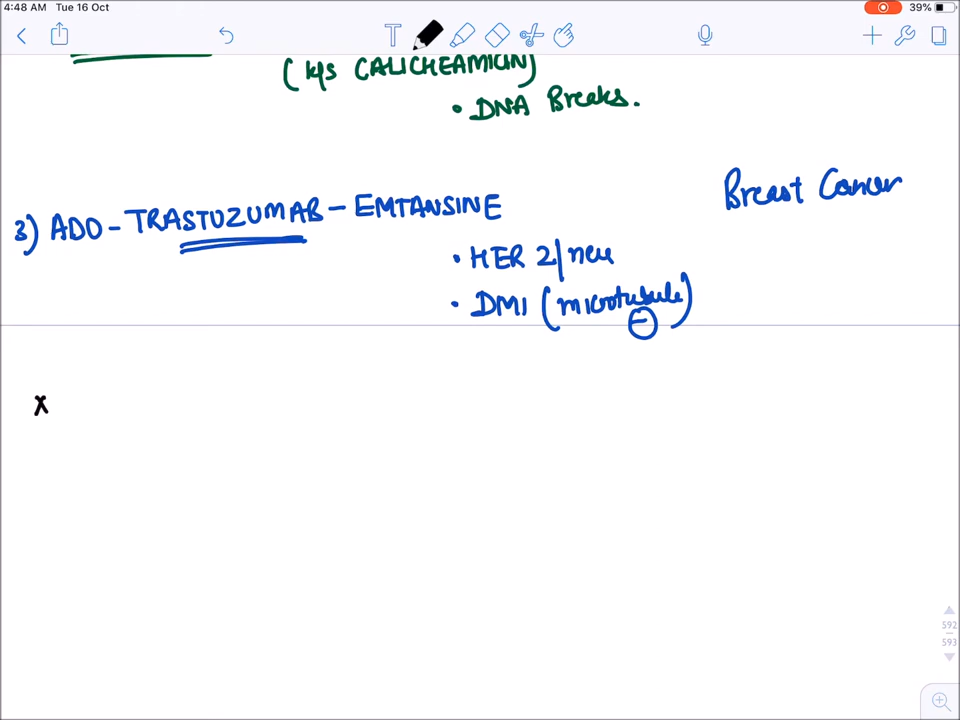 4:48 AM Tue 16 Oct
39%
T
(k/s CALICHEAMICIN)
• DNA Breaks.
Breast Cancer
3) ADO - TRASTUZUMAB - EMTANSINE
• HER 2/neu
• DM1 (microtubule)
x
592
593